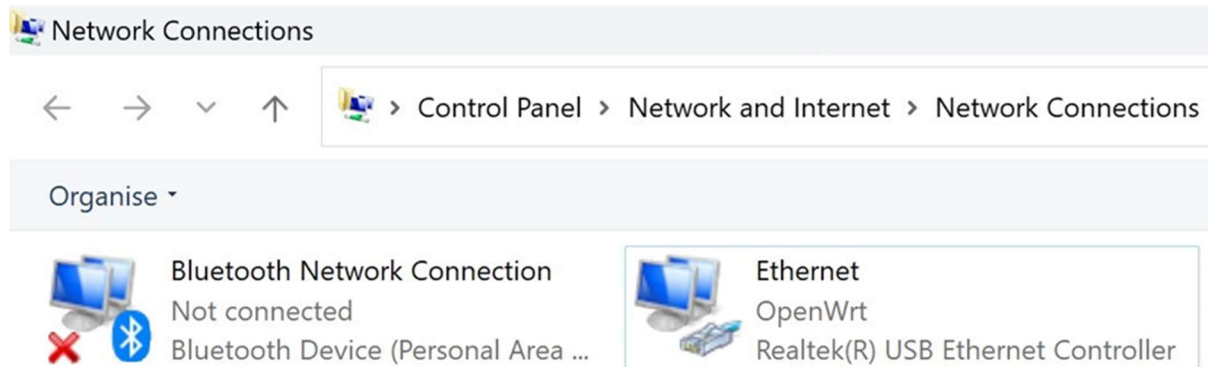 Network Connections
Control Panel > Network and Internet > Network Connections
Organise
Bluetooth Network Connection
Not connected
Bluetooth Device (Personal Area ...
Ethernet
OpenWrt
Realtek(R) USB Ethernet Controller